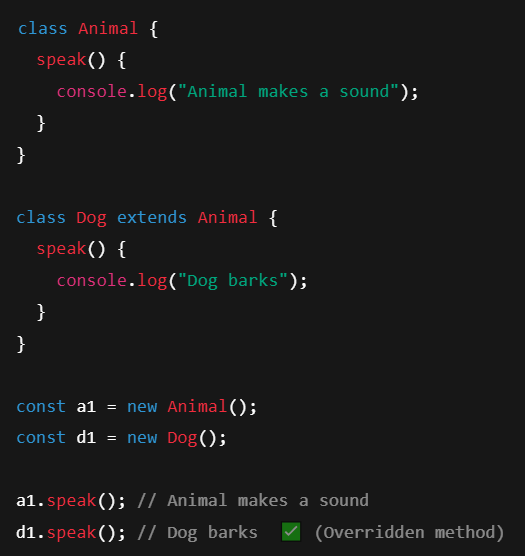 class Animal {
  speak() {
    console.log("Animal makes a sound");
  }
}

class Dog extends Animal {
  speak() {
    console.log("Dog barks");
  }
}

const a1 = new Animal();
const d1 = new Dog();

a1.speak(); // Animal makes a sound
d1.speak(); // Dog barks ✅ (Overridden method)